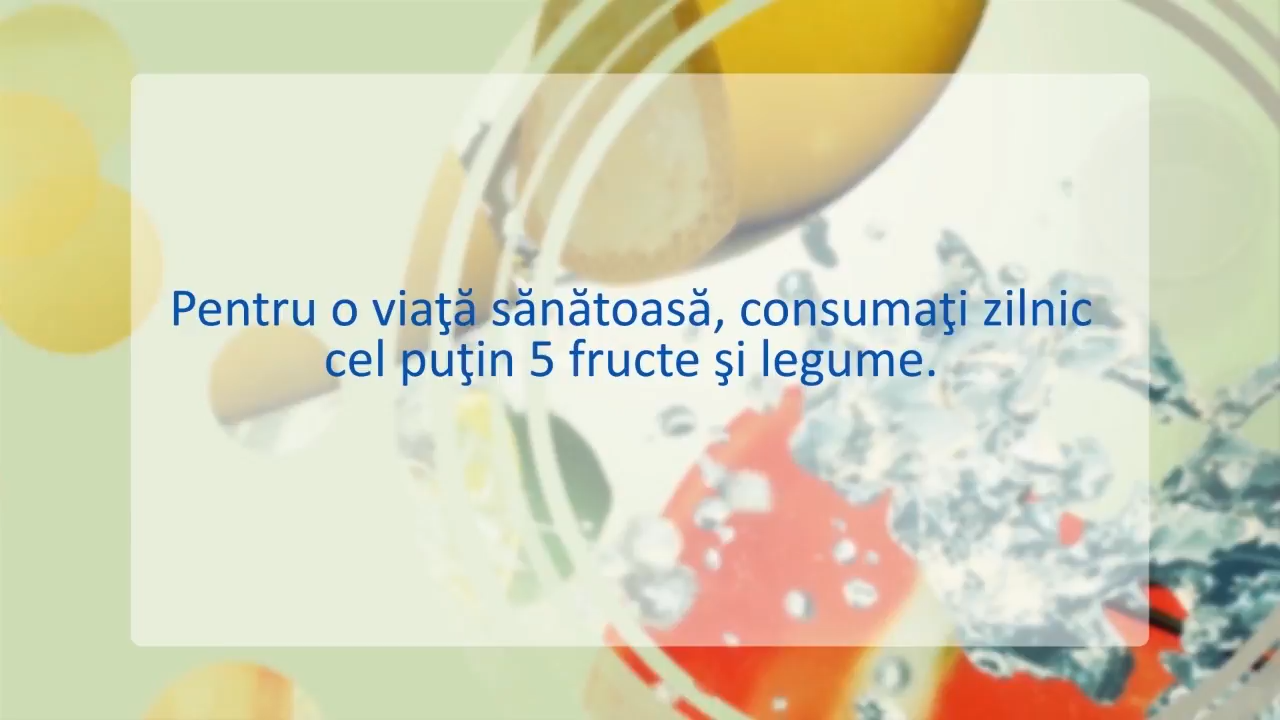 Pentru o viaţă sănătoasă, consumaţi zilnic
cel puţin 5 fructe şi legume.